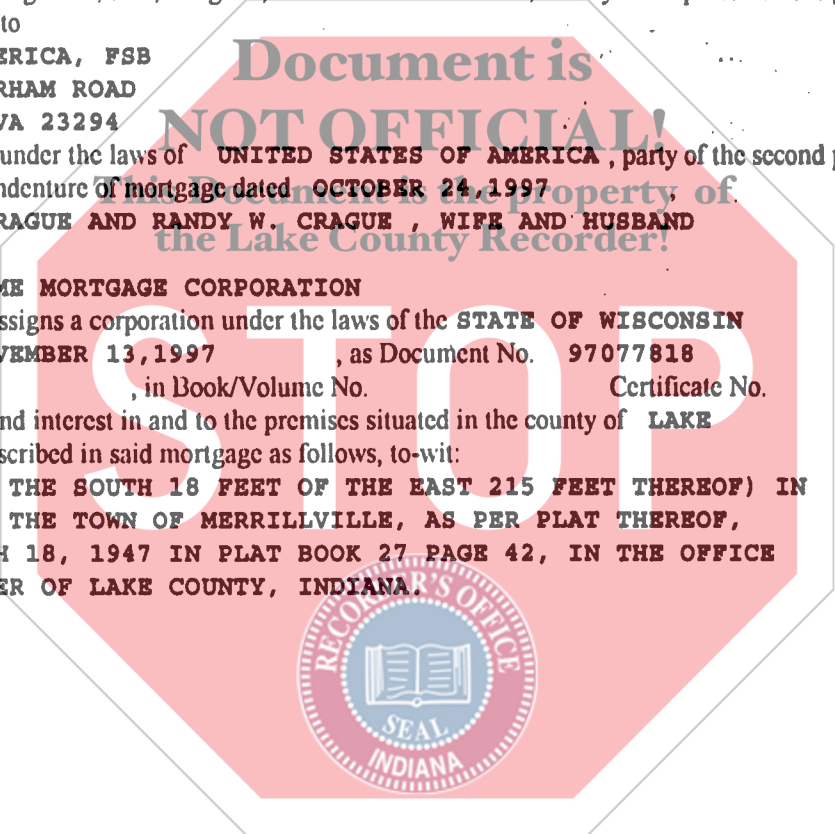 to
ERICA, FSB
RHAM ROAD
VA 23294
under the laws of UNITED STATES OF AMERICA , party of the second p
ndenture of mortgage dated OCTOBER 24,1997 ,
RAGUE AND RANDY W. CRAGUE , WIFE AND HUSBAND
ME MORTGAGE CORPORATION
ssigns a corporation under the laws of the STATE OF WISCONSIN
VEMBER 13,1997 , as Document No. 97077818
, in Book/Volume No. Certificate No.
nd interest in and to the premises situated in the county of LAKE
scribed in said mortgage as follows, to-wit:
THE SOUTH 18 FEET OF THE EAST 215 FEET THEREOF) IN
THE TOWN OF MERRILLVILLE, AS PER PLAT THEREOF,
H 18, 1947 IN PLAT BOOK 27 PAGE 42, IN THE OFFICE
ER OF LAKE COUNTY, INDIANA.
Document is
NOT OFFICIAL!
This Document is the property of
the Lake County Recorder!
STOP
RECORDER'S OFFICE
SEAL
INDIANA